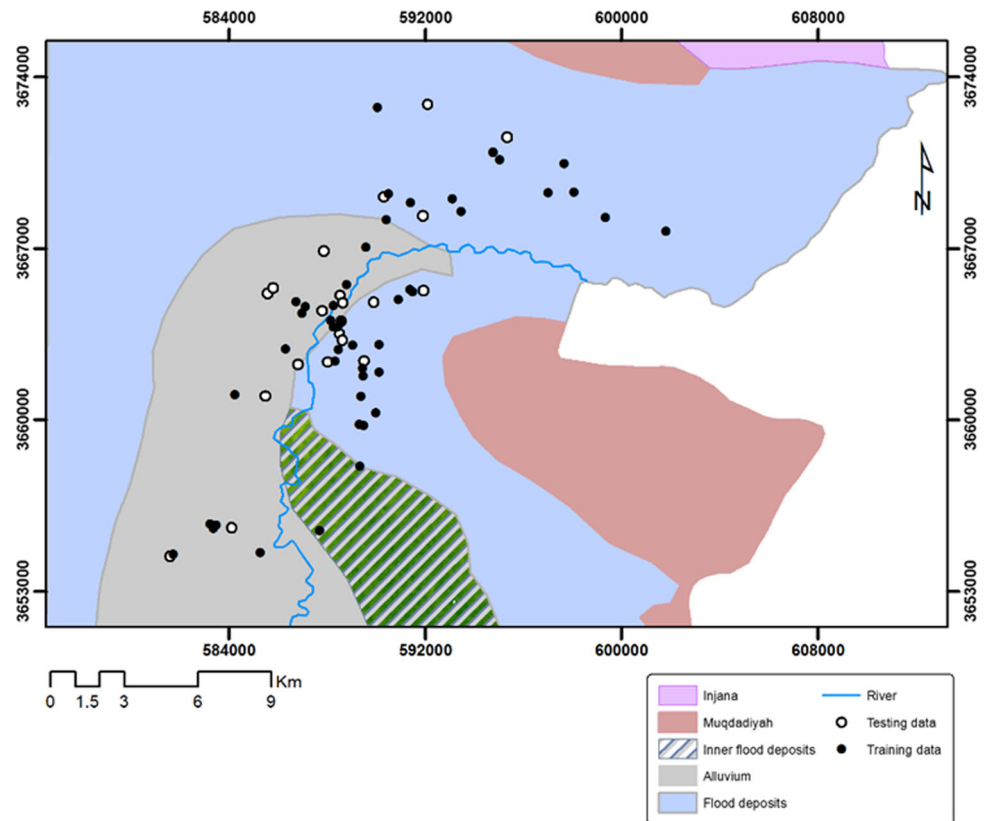 584000 592000 600000 608000
3674000 3674000
N
3667000 3667000
3660000 3660000
3653000 3653000
584000 592000 600000 608000
Km
0 1.5 3 6 9
Injana River
Muqdadiyah Testing data
Inner flood deposits Training data
Alluvium
Flood deposits